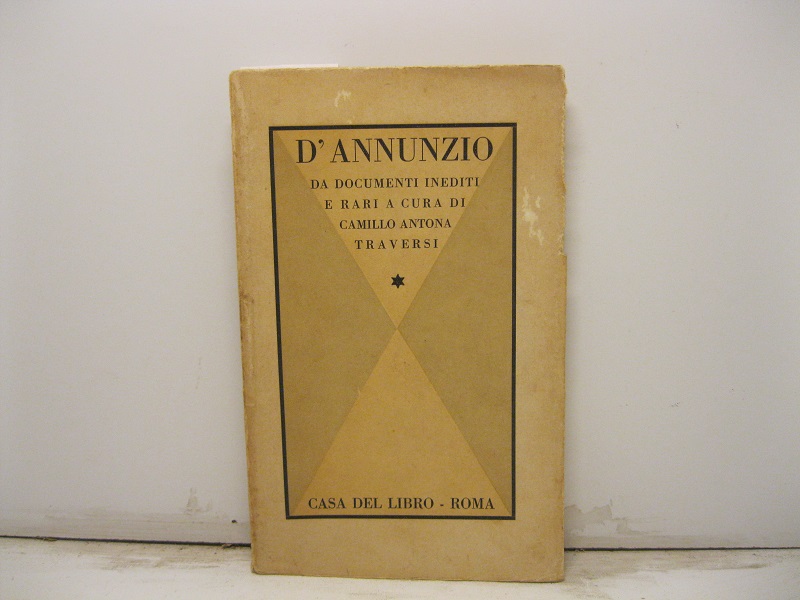 D' ANNUNZIO
DA DOCUMENTI INEDITI
E RARI A CURA DI
CAMILLO ANTONA
TRAVERSI
CASA DEL LIBRO - ROMA